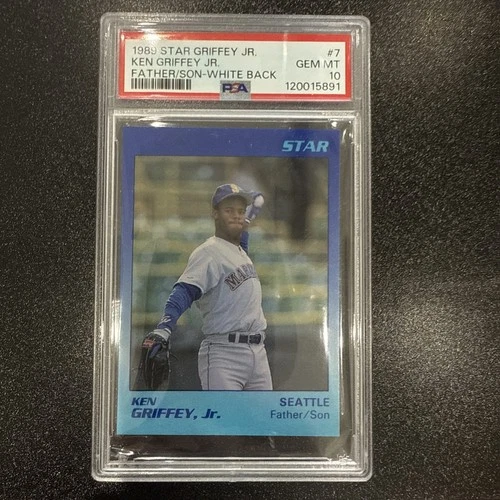 1989 STAR GRIFFEY JR. #7
KEN GRIFFEY JR. GEM MT
FATHER/SON-WHITE BACK 10
PSA 120015891
STAR
KEN SEATTLE
GRIFFEY, Jr. Father/Son